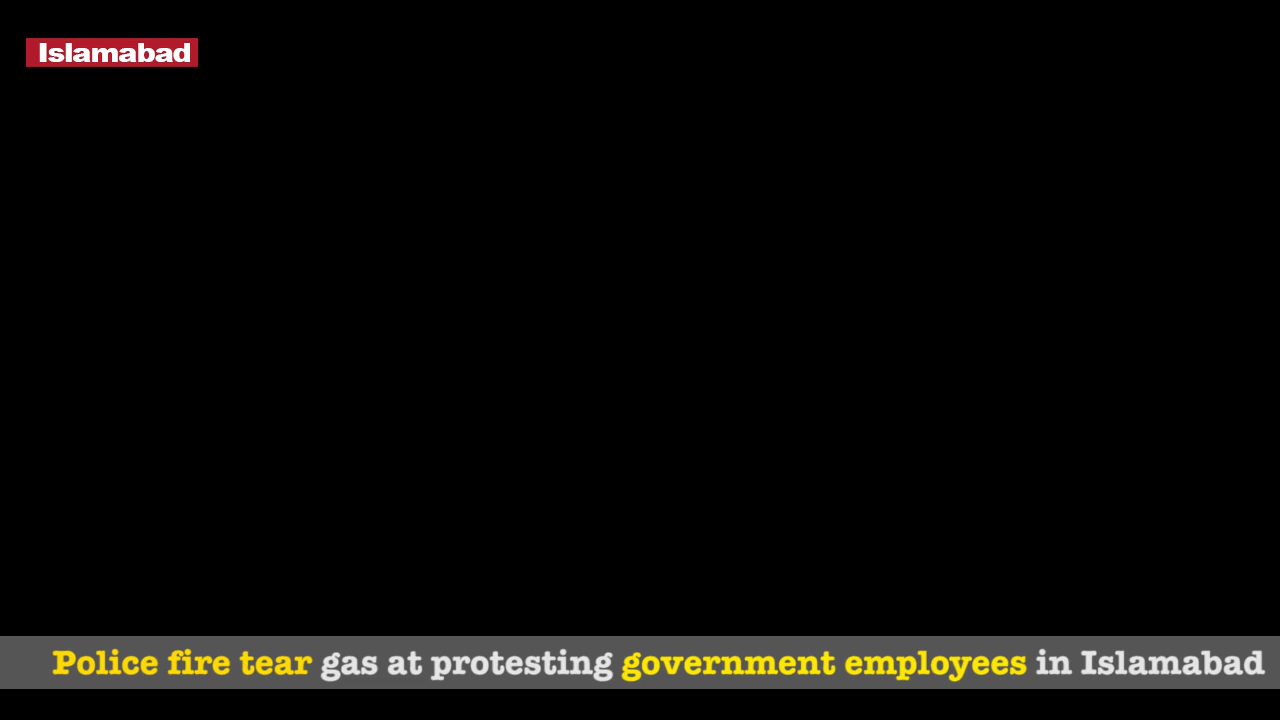 Islamabad
Police fire tear gas at protesting government employees in Islamabad